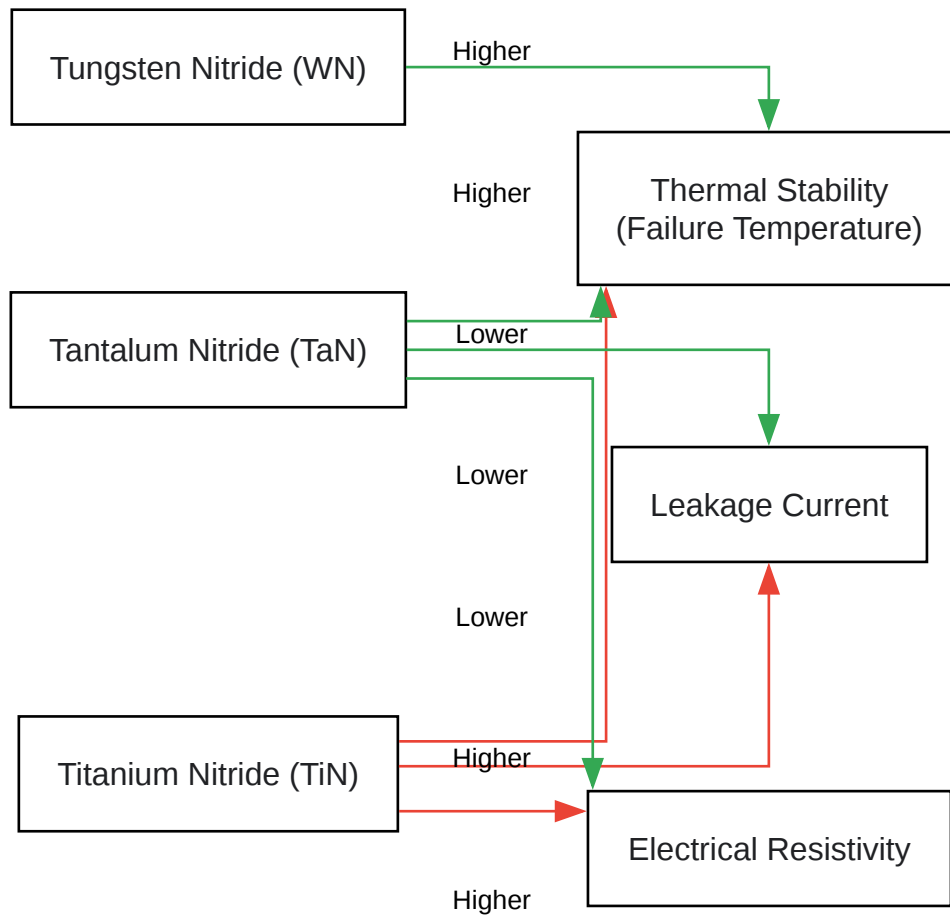 Higher
Tungsten Nitride (WN)
Higher
Thermal Stability
(Failure Temperature)
Lower
Tantalum Nitride (TaN)
Lower
Leakage Current
Lower
Higher
Titanium Nitride (TiN)
Electrical Resistivity
Higher